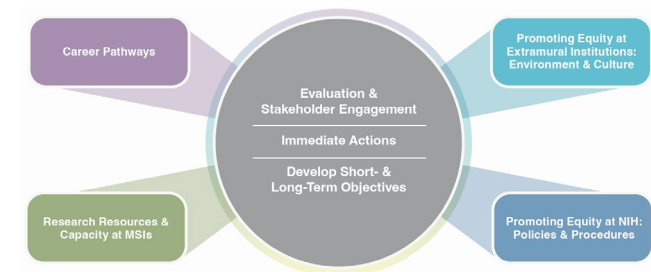 Career Pathways
Promoting Equity at
Extramural Institutions:
Environment & Culture
Evaluation &
Stakeholder Engagement
Immediate Actions
Develop Short- &
Long-Term Objectives
Research Resources &
Capacity at MSIs
Promoting Equity at NIH:
Policies & Procedures